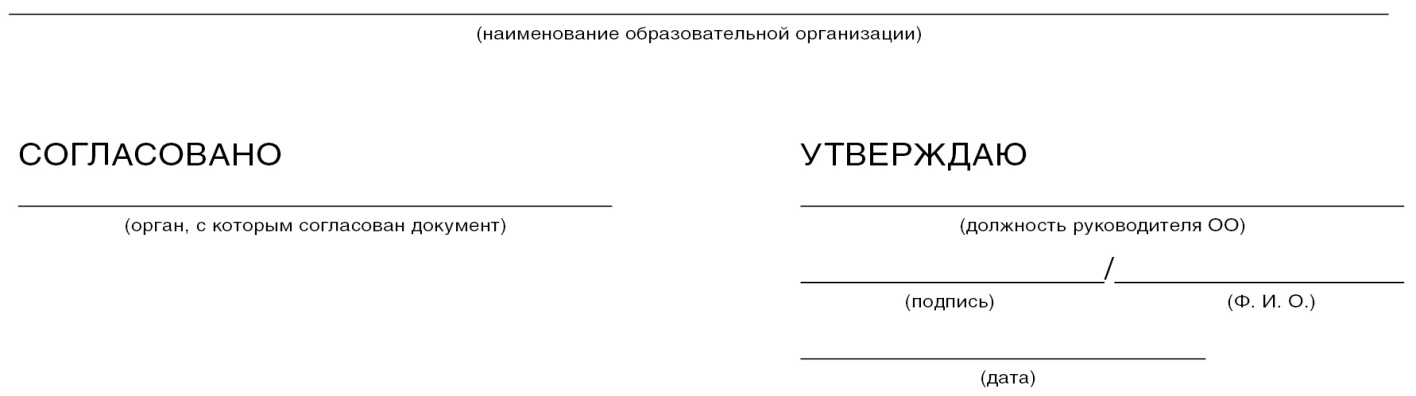 (наименование образовательной организации)
СОГЛАСОВАНО
(орган, с которым согласован документ)
УТВЕРЖДАЮ
(должность руководителя ОО)
/
(подпись) (Ф. И. О.)
(дата)